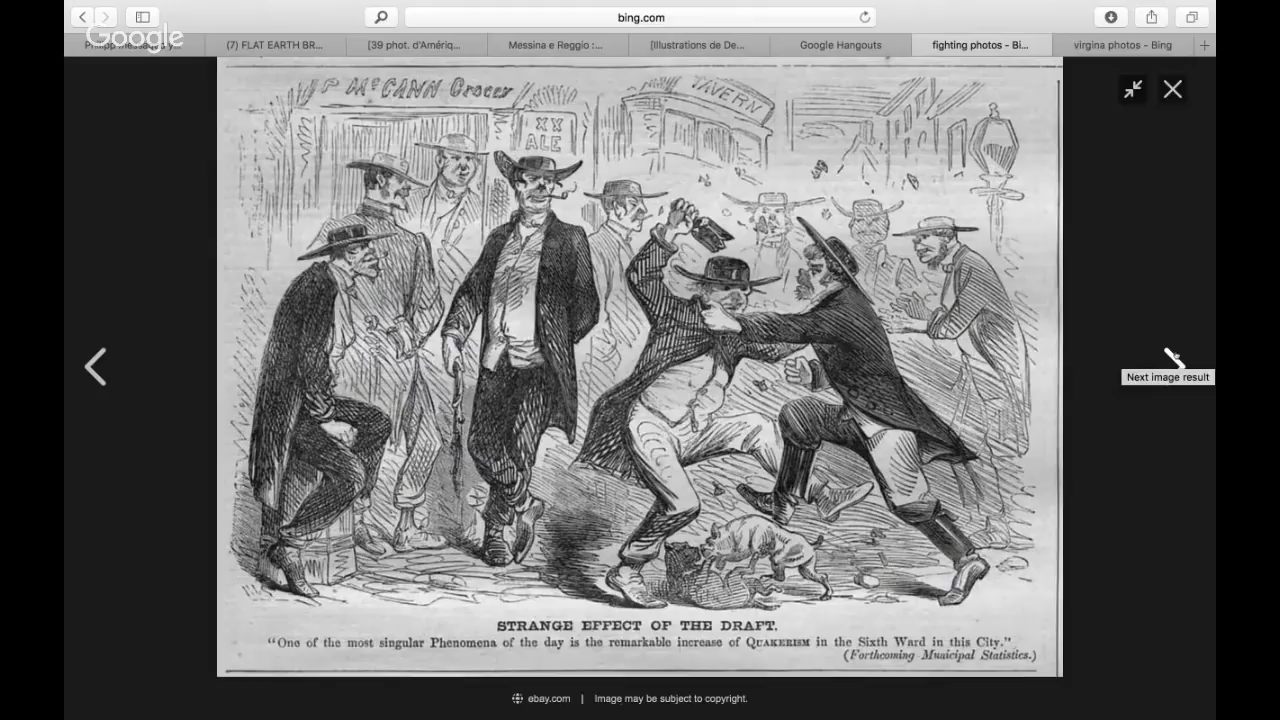 bing.com
Google
(7) FLAT EARTH BR...
[39 phot. d'Amériq...
Messina e Reggio :...
[Illustrations de De...
Google Hangouts
fighting photos - Bi...
virgina photos - Bing
McCANN Grocer
XX
ALE
TAVERN
Next image result
STRANGE EFFECT OF THE DRAFT.
"One of the most singular Phenomena of the day is the remarkable increase of QUAKERISM in the Sixth Ward in this City."
(Forthcoming Municipal Statistics.)
ebay.com | Image may be subject to copyright.